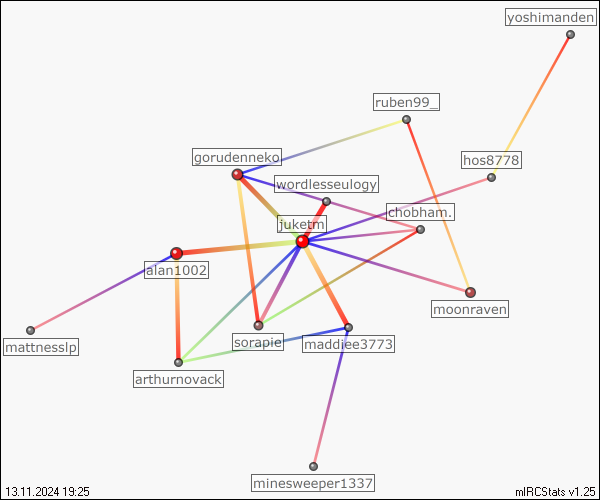 yoshimanden
ruben99_
gorudenneko
hos8778
wordlesseulogy
chobham.
juketm
alan1002
moonraven
sorapie
maddiee3773
mattnesslp
arthurnovack
minesweeper1337
13.11.2024 19:25
mIRCStats v1.25